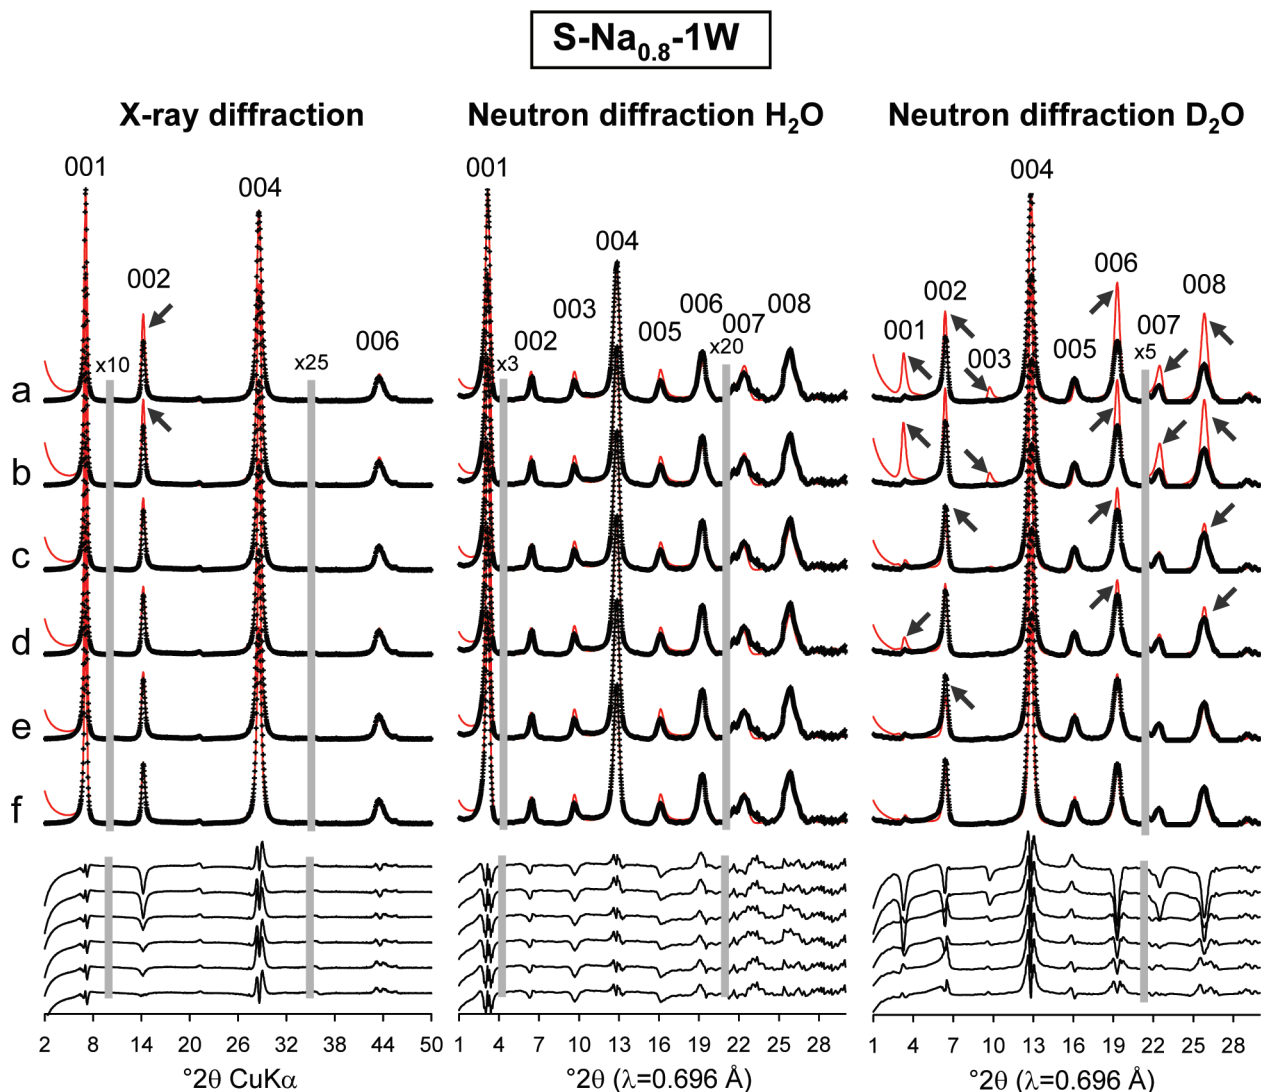 S-Na0.8-1W
X-ray diffraction
Neutron diffraction H2O
Neutron diffraction D2O
001
002
004
006
x10
x25
001
002
003
004
005
006
007
008
x3
x20
001
002
003
004
005
006
007
008
x5
a
b
c
d
e
f
2 8 14 20 26 32 38 44 50
1 4 7 10 13 16 19 22 25 28
1 4 7 10 13 16 19 22 25 28
°2θ CuKα
°2θ (λ=0.696 Å)
°2θ (λ=0.696 Å)